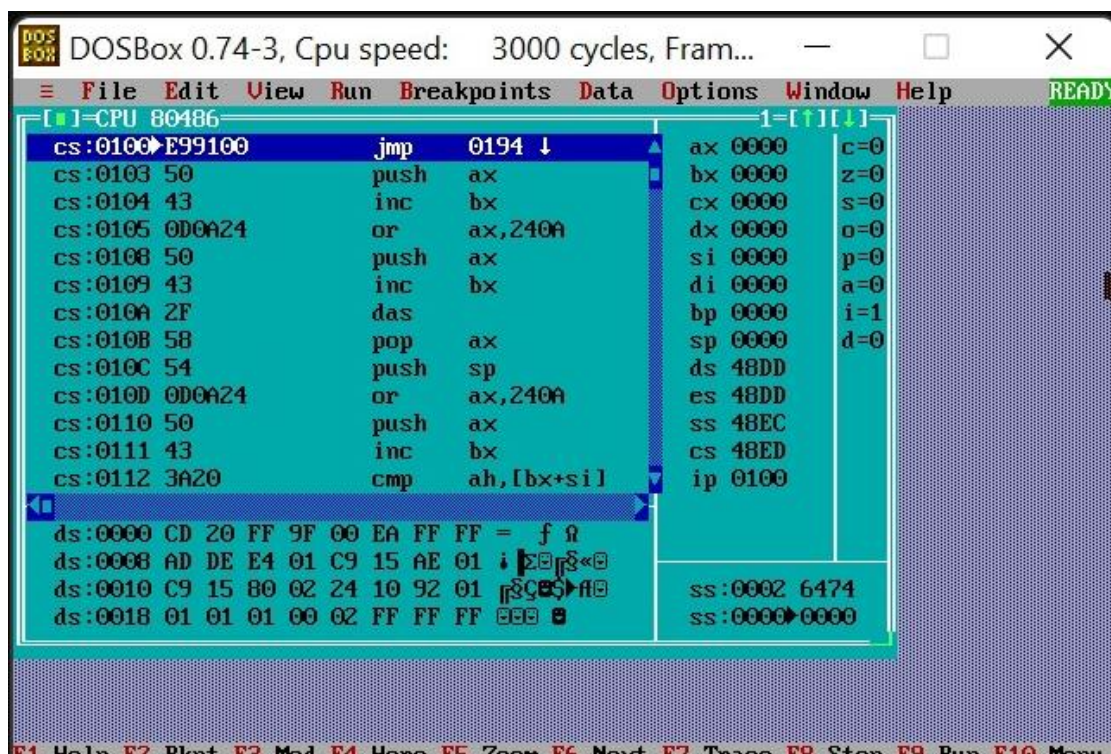 DOSBox 0.74-3, Cpu speed: 3000 cycles, Fram...
≡ File Edit View Run Breakpoints Data Options Window Help READY
[■]=CPU 80486 1=[↑][↓]
cs:0100►E99100 jmp 0194 ↓ ax 0000 c=0
cs:0103 50 push ax bx 0000 z=0
cs:0104 43 inc bx cx 0000 s=0
cs:0105 0D0A24 or ax,240A dx 0000 o=0
cs:0108 50 push ax si 0000 p=0
cs:0109 43 inc bx di 0000 a=0
cs:010A 2F das bp 0000 i=1
cs:010B 58 pop ax sp 0000 d=0
cs:010C 54 push sp ds 48DD
cs:010D 0D0A24 or ax,240A es 48DD
cs:0110 50 push ax ss 48EC
cs:0111 43 inc bx cs 48ED
cs:0112 3A20 cmp ah,[bx+si] ip 0100
ds:0000 CD 20 FF 9F 00 EA FF FF = ƒ Ω
ds:0008 AD DE E4 01 C9 15 AE 01
ds:0010 C9 15 80 02 24 10 92 01 ss:0002 6474
ds:0018 01 01 01 00 02 FF FF FF ss:0000►0000
F1-Help F2-Bkpt F3-Mod F4-Here F5-Zoom F6-Next F7-Trace F8-Step F9-Run F10-Menu